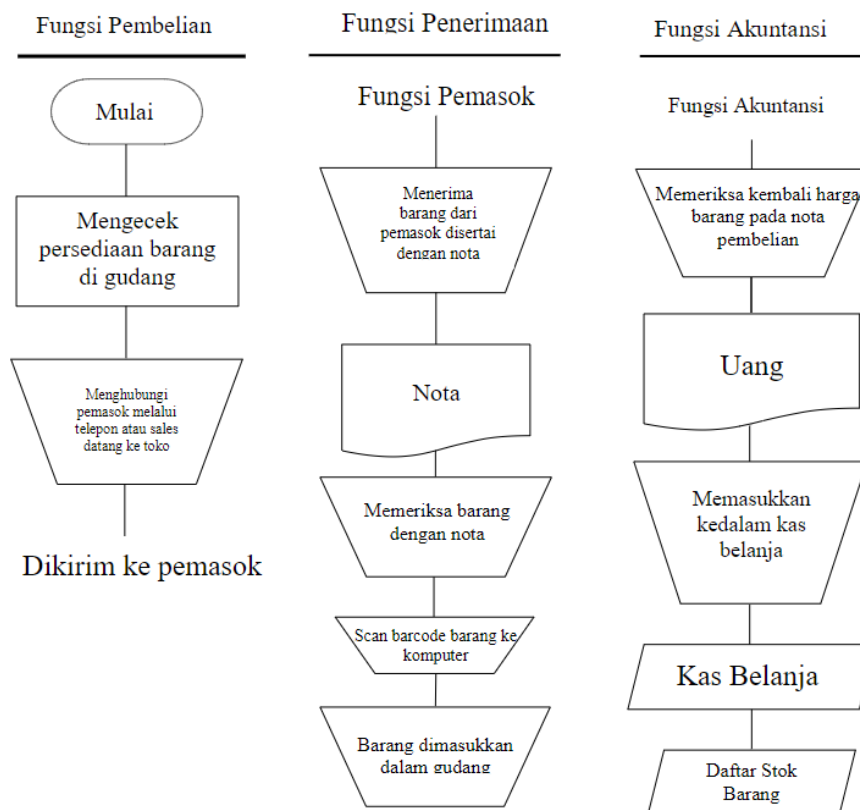 Fungsi Pembelian
Mulai
Mengecek
persediaan barang
di gudang
Menghubungi
pemasok melalui
telepon atau sales
datang ke toko
Dikirim ke pemasok
Fungsi Penerimaan
Fungsi Pemasok
Menerima
barang dari
pemasok disertai
dengan nota
Nota
Memeriksa barang
dengan nota
Scan barcode barang ke
komputer
Barang dimasukkan
dalam gudang
Fungsi Akuntansi
Fungsi Akuntansi
Memeriksa kembali harga
barang pada nota
pembelian
Uang
Memasukkan
kedalam kas
belanja
Kas Belanja
Daftar Stok
Barang